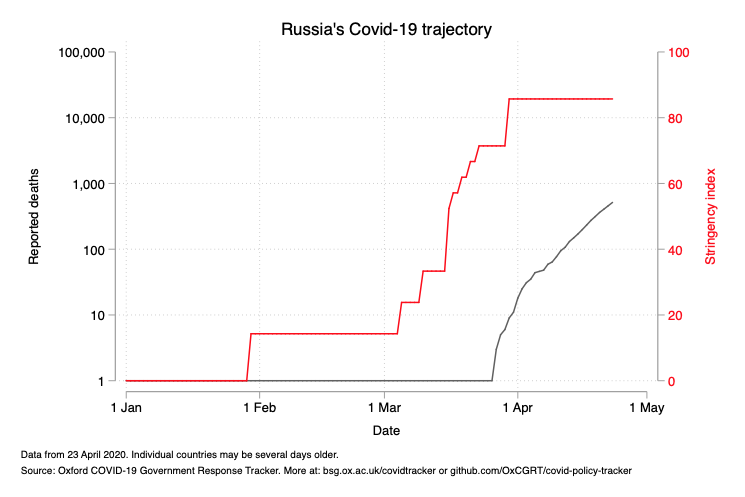 Russia's Covid-19 trajectory
100,000
10,000
1,000
100
10
1
Reported deaths
100
80
60
40
20
0
Stringency index
1 Jan
1 Feb
1 Mar
1 Apr
1 May
Date
Data from 23 April 2020. Individual countries may be several days older.
Source: Oxford COVID-19 Government Response Tracker. More at: bsg.ox.ac.uk/covidtracker or github.com/OxCGRT/covid-policy-tracker